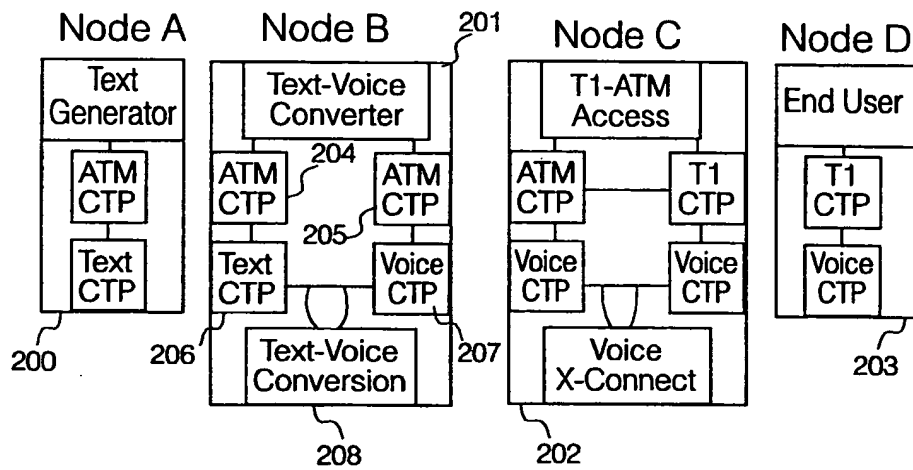 Node A
Node B
Node C
Node D
201
Text
Generator
Text-Voice
Converter
T1-ATM
Access
End User
ATM
CTP
ATM
CTP
204
ATM
CTP
205
ATM
CTP
T1
CTP
T1
CTP
Text
CTP
Text
CTP
Voice
CTP
Voice
CTP
Voice
CTP
Voice
CTP
200
206
Text-Voice
Conversion
207
Voice
X-Connect
203
208
202